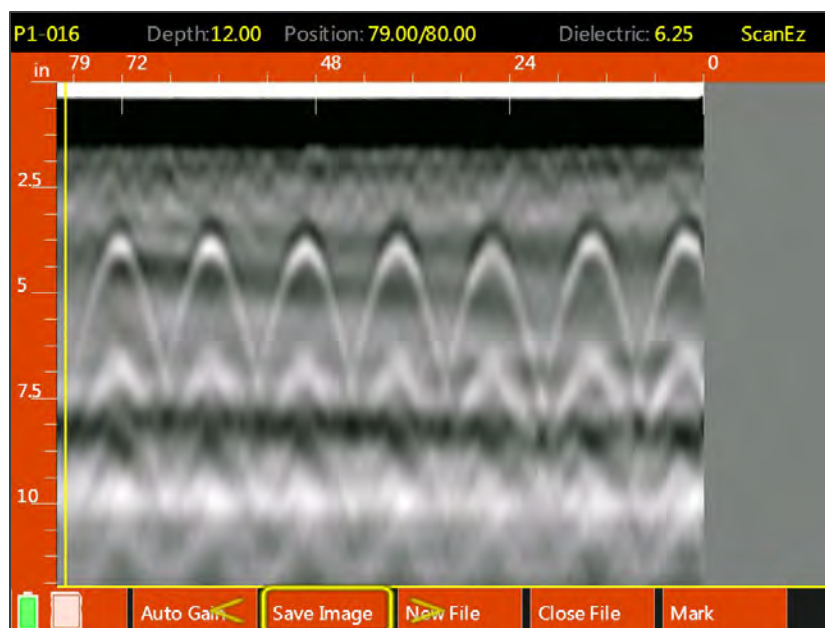 P1-016 Depth:12.00 Position: 79.00/80.00 Dielectric: 6.25 ScanEz
in 79 72 48 24 0
2.5
5
7.5
10
Auto Gain < Save Image > New File Close File Mark